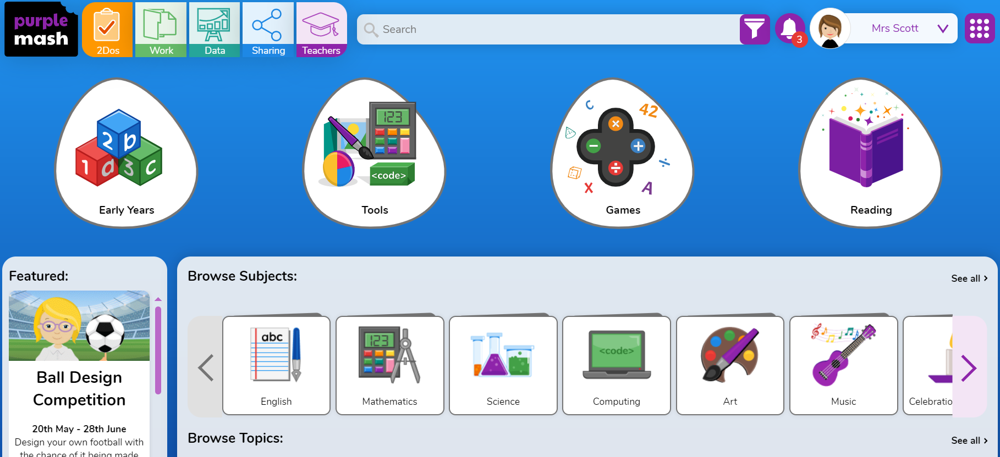 purple
mash
2Dos
Work
Data
Sharing
Teachers
Search
3
Mrs Scott
2 b
1 a 3 c
123
<code>
Early Years
Tools
C
42
×
−
+
÷
÷
X
A
Games
Reading
Featured:
Ball Design
Competition
20th May - 28th June
Design your own football with
the chance of it being made
Browse Subjects:
See all >
abc
English
123
Mathematics
Science
<code>
Computing
Art
Music
Celebratio
Browse Topics:
See all >